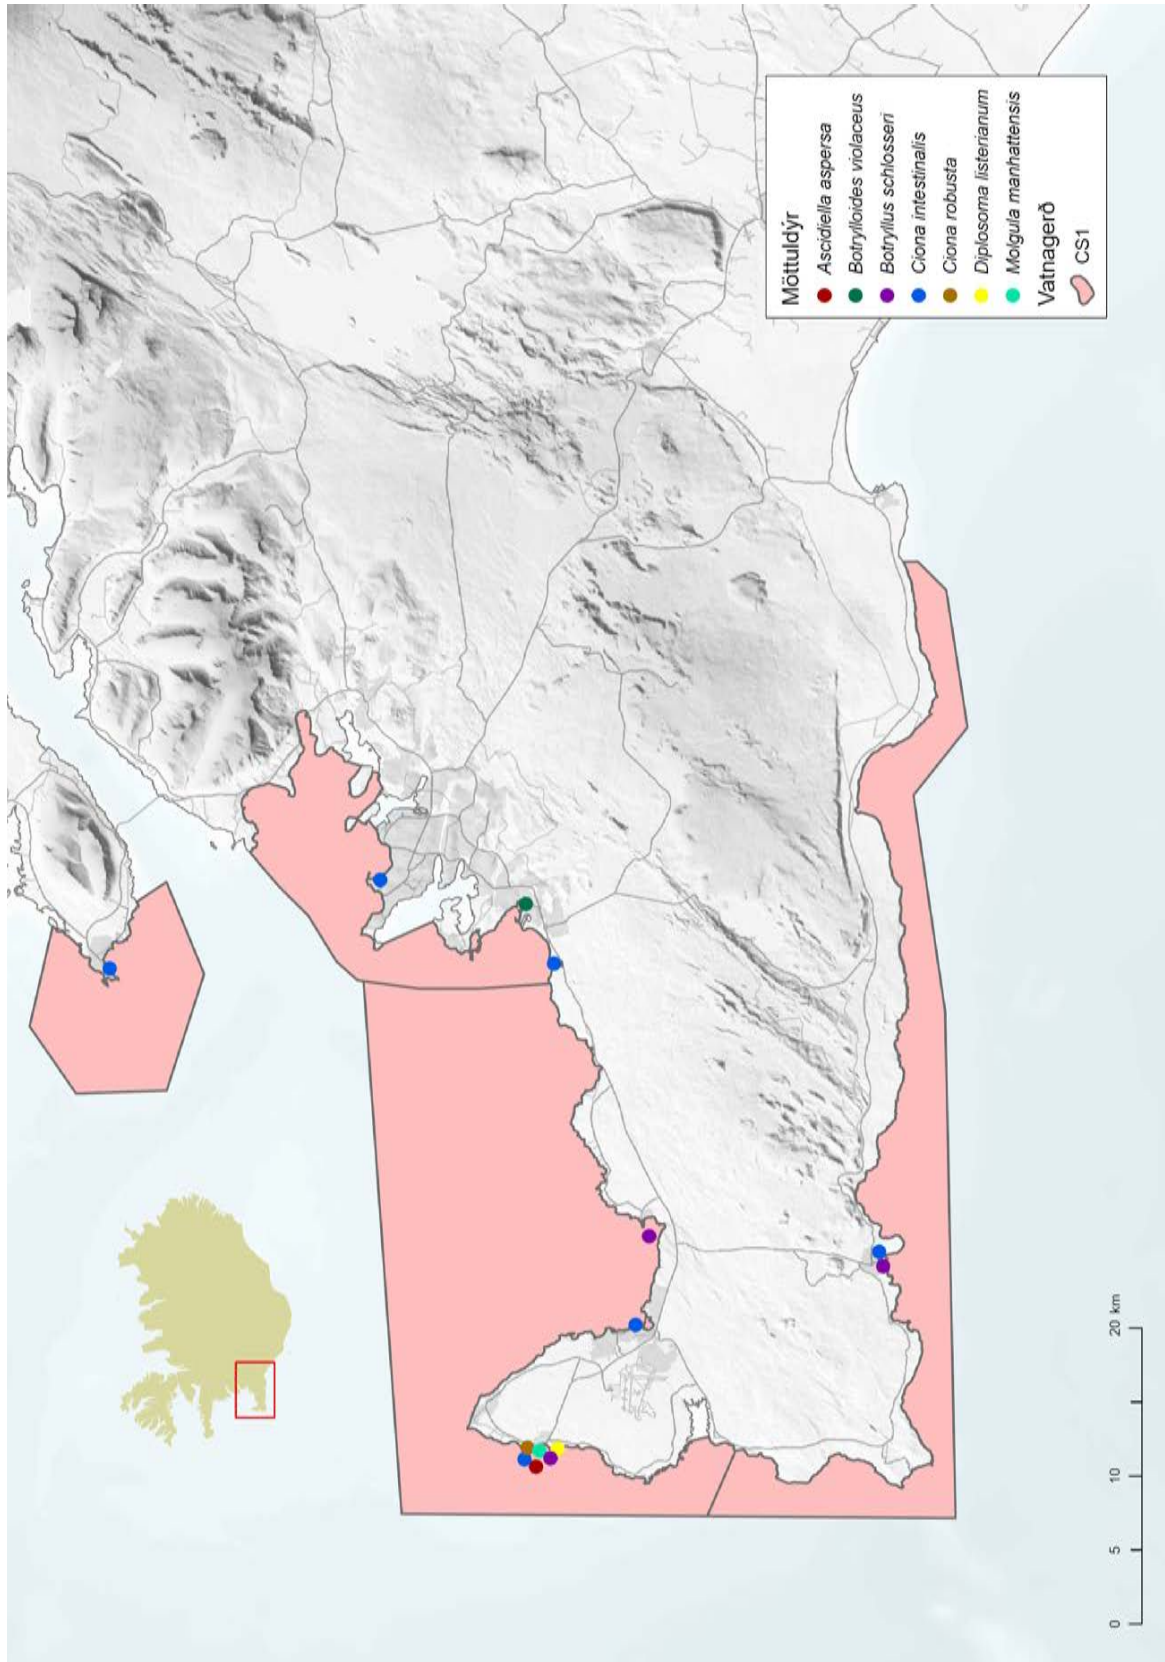 Möttuldýr
Ascidiella aspersa
Botrylloides violaceus
Botryllus schlosseri
Ciona intestinalis
Ciona robusta
Diplosoma listerianum
Molgula manhattensis
Vatnagerð
CS1
0 5 10 20 km